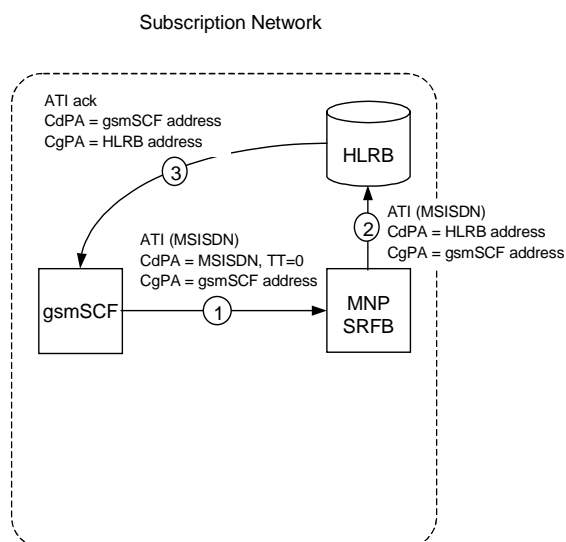 Subscription Network
ATI ack
CdPA = gsmSCF address
CgPA = HLRB address
HLRB
3
ATI (MSISDN)
CdPA = HLRB address
CgPA = gsmSCF address
2
ATI (MSISDN)
CdPA = MSISDN, TT=0
CgPA = gsmSCF address
gsmSCF
1
MNP
SRFB